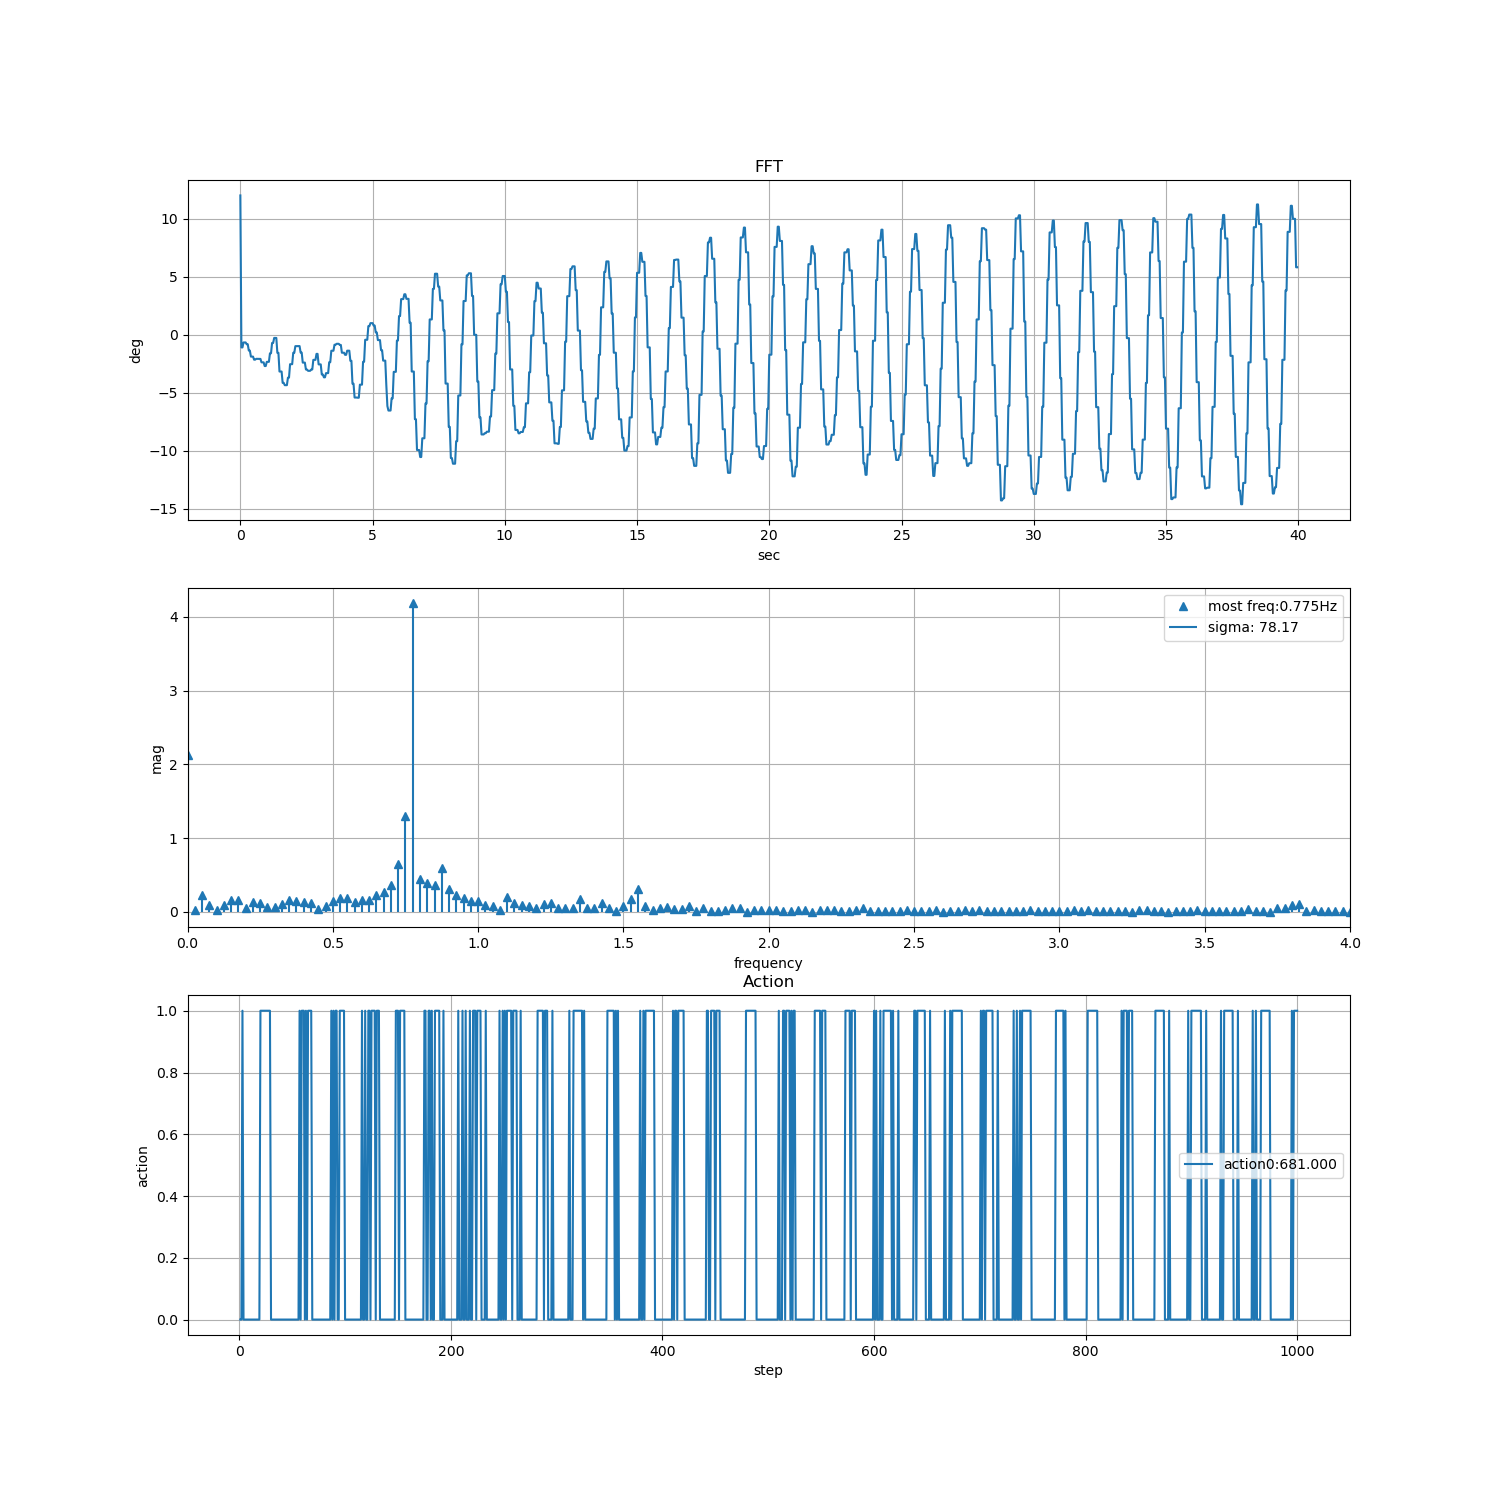 FFT
10
5
0
−5
−10
−15
deg
0 5 10 15 20 25 30 35 40
sec
most freq:0.775Hz
sigma: 78.17
4
3
2
1
0
mag
0.0 0.5 1.0 1.5 2.0 2.5 3.0 3.5 4.0
frequency
Action
1.0
0.8
0.6
0.4
0.2
0.0
action
action0:681.000
0 200 400 600 800 1000
step